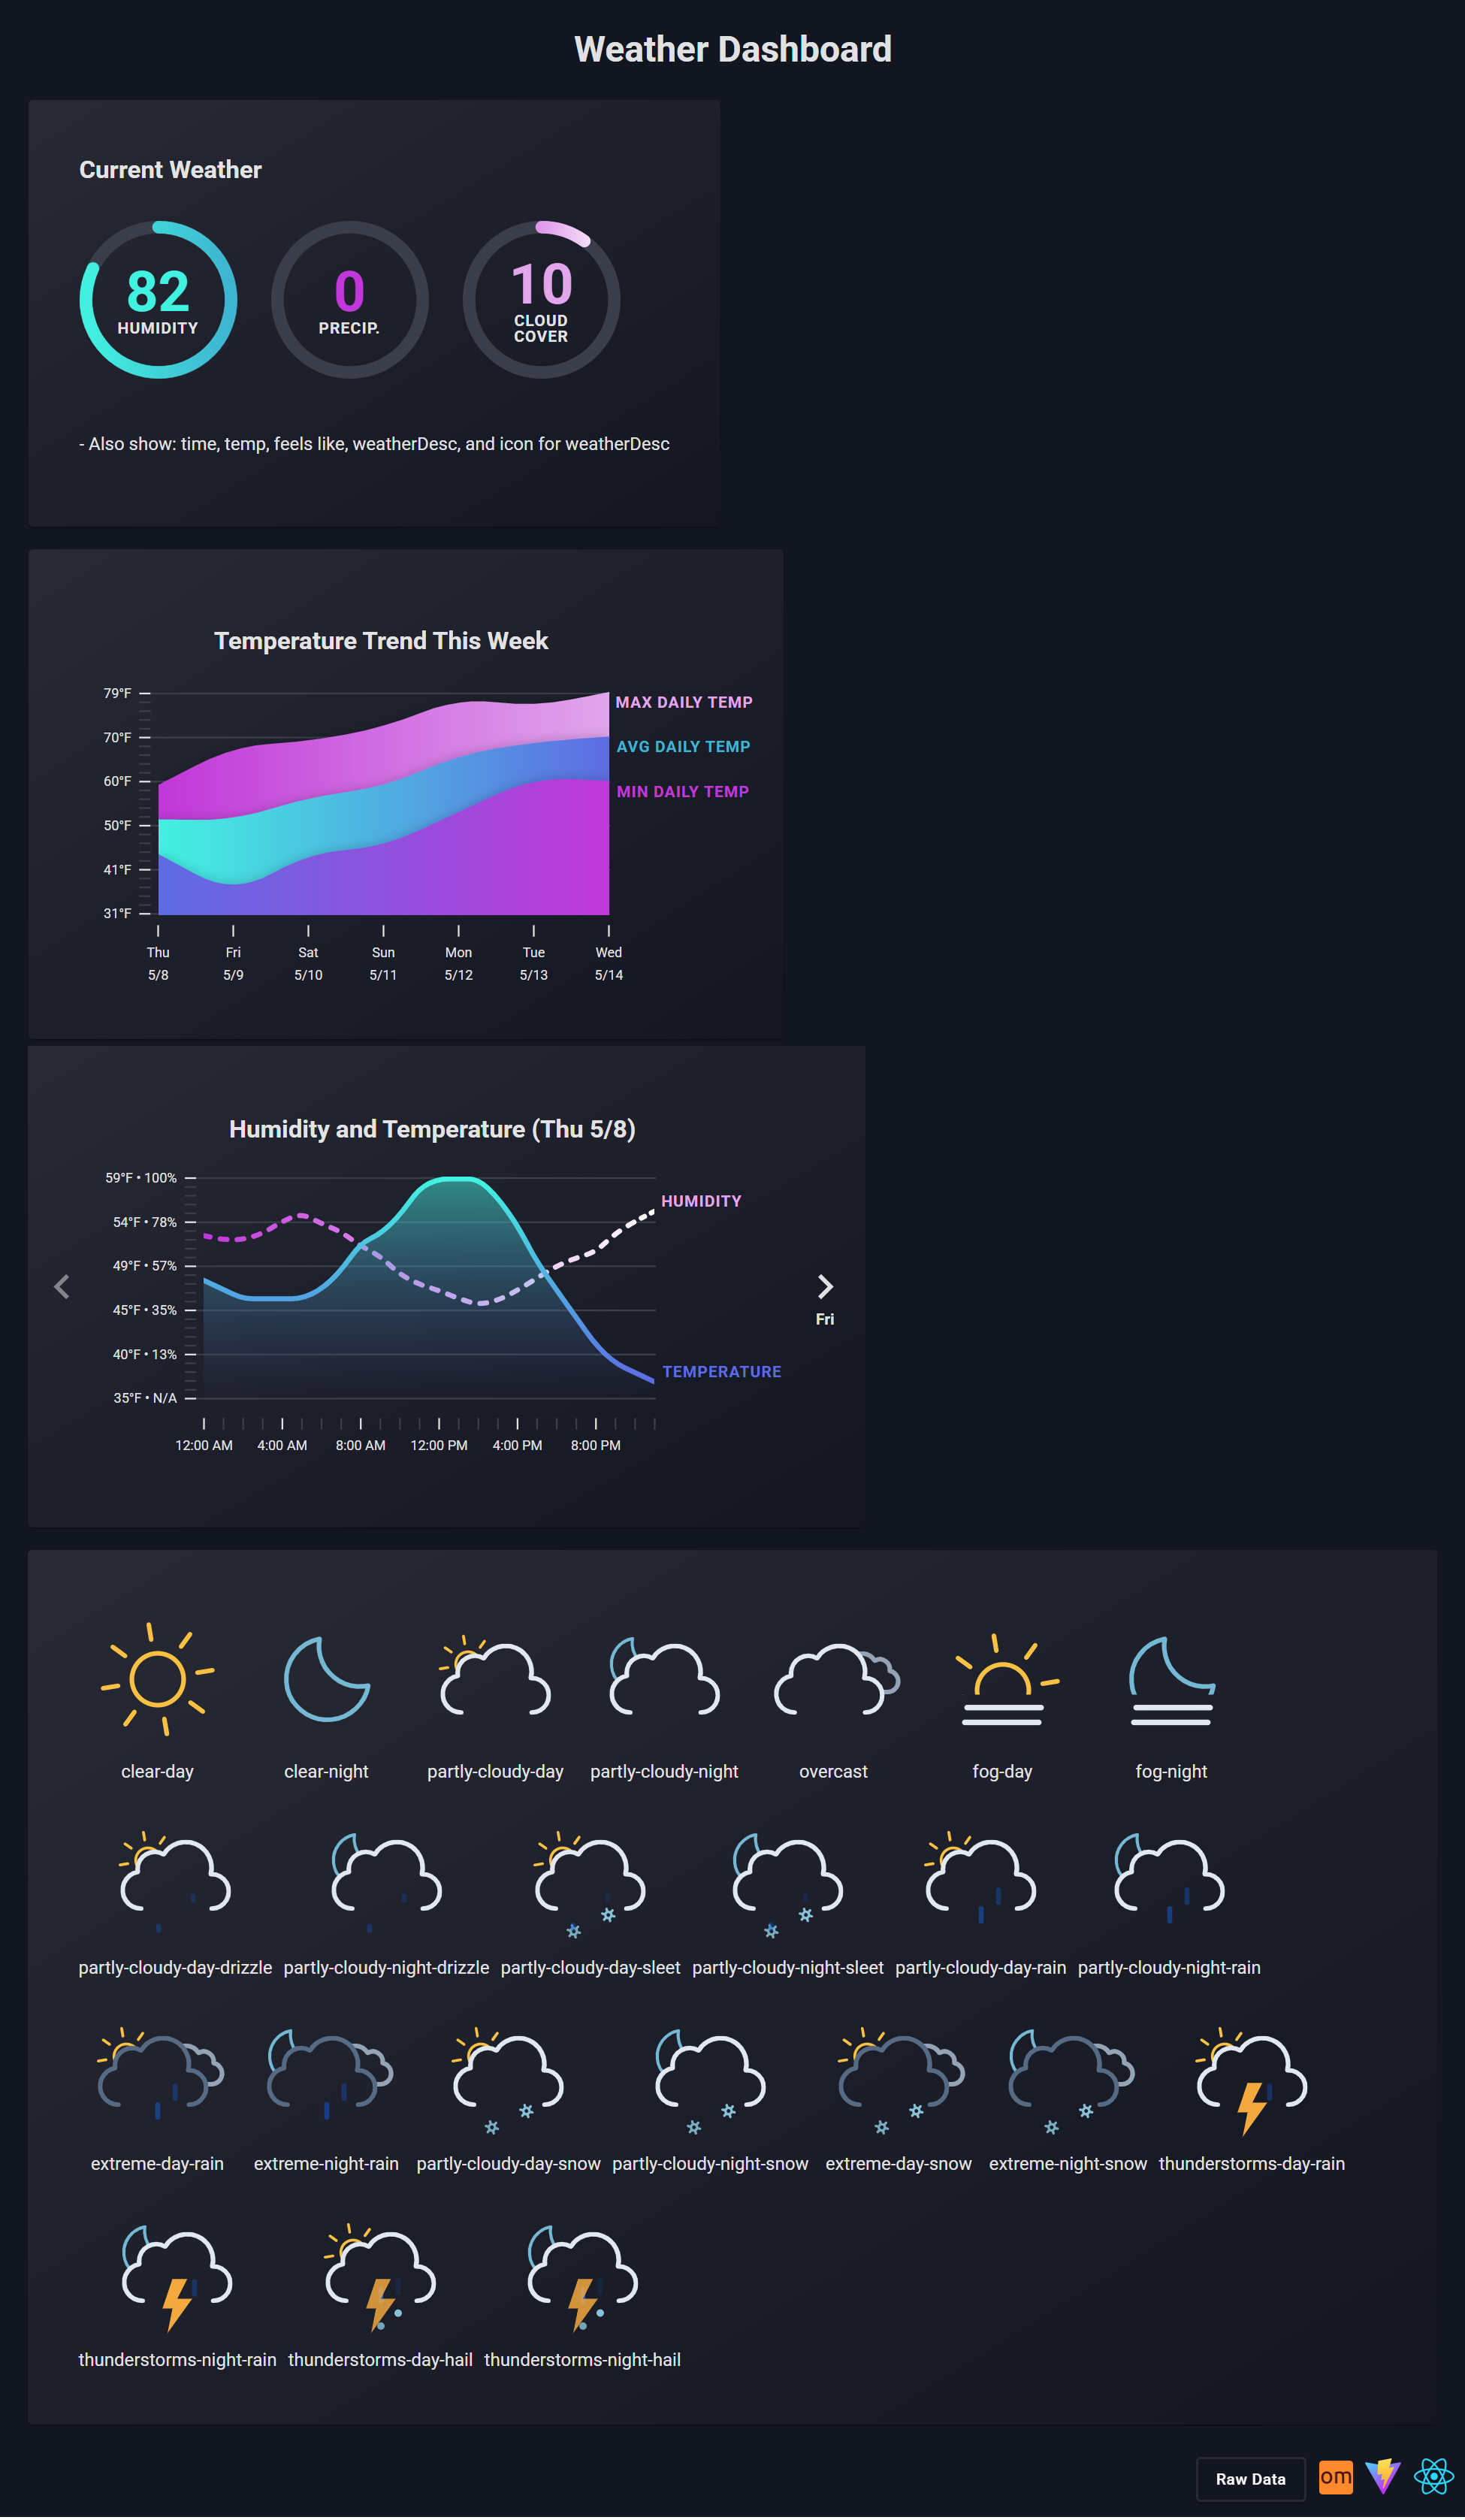 Weather Dashboard
Current Weather
82
HUMIDITY
0
PRECIP.
10
CLOUD
COVER
- Also show: time, temp, feels like, weatherDesc, and icon for weatherDesc
Temperature Trend This Week
79°F
70°F
60°F
50°F
41°F
31°F
MAX DAILY TEMP
AVG DAILY TEMP
MIN DAILY TEMP
Thu Fri Sat Sun Mon Tue Wed
5/8 5/9 5/10 5/11 5/12 5/13 5/14
Humidity and Temperature (Thu 5/8)
59°F • 100%
54°F • 78%
49°F • 57%
45°F • 35%
40°F • 13%
35°F • N/A
HUMIDITY
TEMPERATURE
Fri
12:00 AM 4:00 AM 8:00 AM 12:00 PM 4:00 PM 8:00 PM
clear-day clear-night partly-cloudy-day partly-cloudy-night overcast fog-day fog-night
partly-cloudy-day-drizzle partly-cloudy-night-drizzle partly-cloudy-day-sleet partly-cloudy-night-sleet partly-cloudy-day-rain partly-cloudy-night-rain
extreme-day-rain extreme-night-rain partly-cloudy-day-snow partly-cloudy-night-snow extreme-day-snow extreme-night-snow thunderstorms-day-rain
thunderstorms-night-rain thunderstorms-day-hail thunderstorms-night-hail
Raw Data om